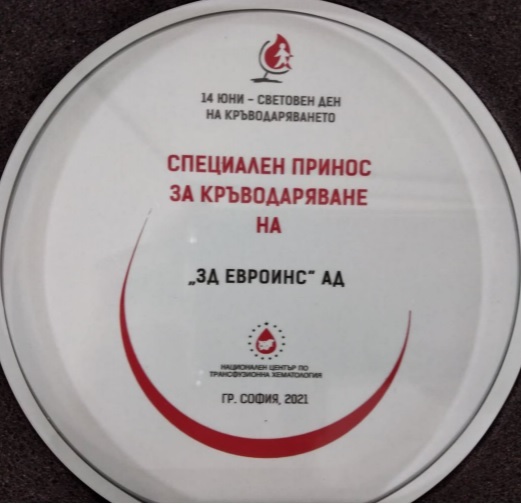 14 ЮНИ - СВЕТОВЕН ДЕН
НА КРЪВОДАРЯВАНЕТО
СПЕЦИАЛЕН ПРИНОС
ЗА КРЪВОДАРЯВАНЕ
НА
„ЗД ЕВРОИНС“ АД
НАЦИОНАЛЕН ЦЕНТЪР ПО
ТРАНСФУЗИОННА ХЕМАТОЛОГИЯ
ГР. СОФИЯ, 2021